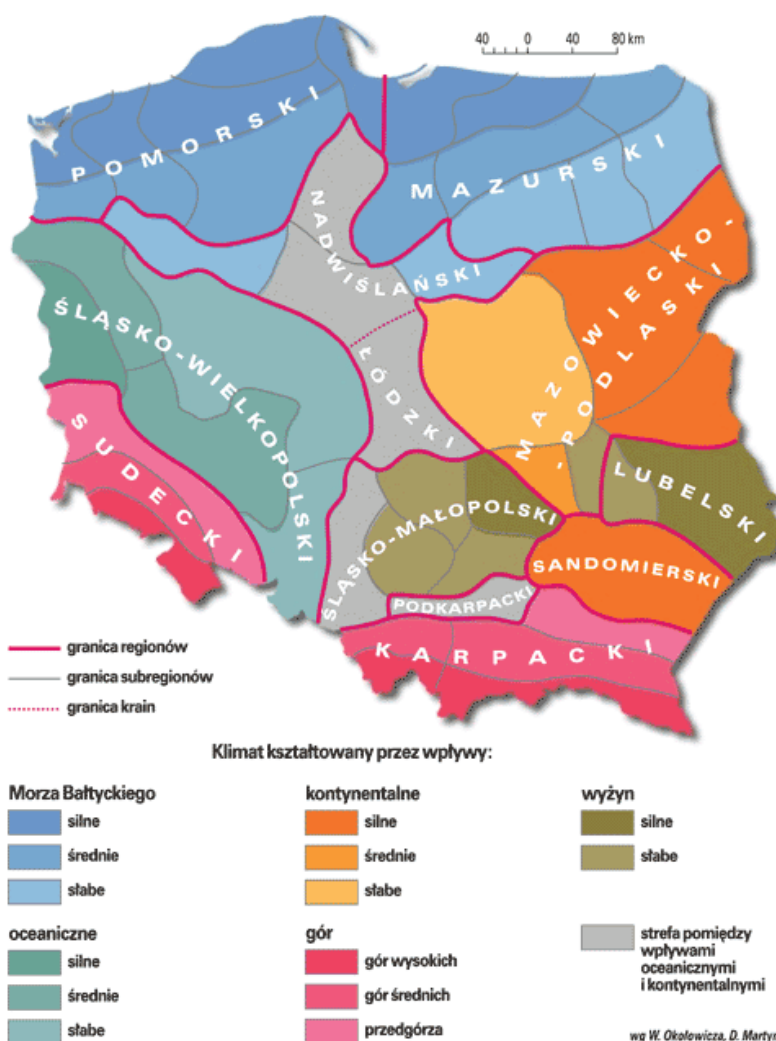 40 0 40 80 km
POMORSKI
MAZURSKI
NADWIŚLAŃSKI
MAZOWIECKO-
-PODLASKI
ŚLĄSKO-WIELKOPOLSKI
ŁÓDZKI
SUDECKI
LUBELSKI
ŚLĄSKO-MAŁOPOLSKI
SANDOMIERSKI
PODKARPACKI
KARPACKI
granica regionów
granica subregionów
granica krain
Klimat kształtowany przez wpływy:
Morza Bałtyckiego
silne
średnie
słabe
oceaniczne
silne
średnie
słabe
kontynentalne
silne
średnie
słabe
gór
gór wysokich
gór średnich
przedgórza
wyżyn
silne
słabe
strefa pomiędzy
wpływami
oceanicznymi
i kontynentalnymi
wg W. Okołowicza, D. Martyn